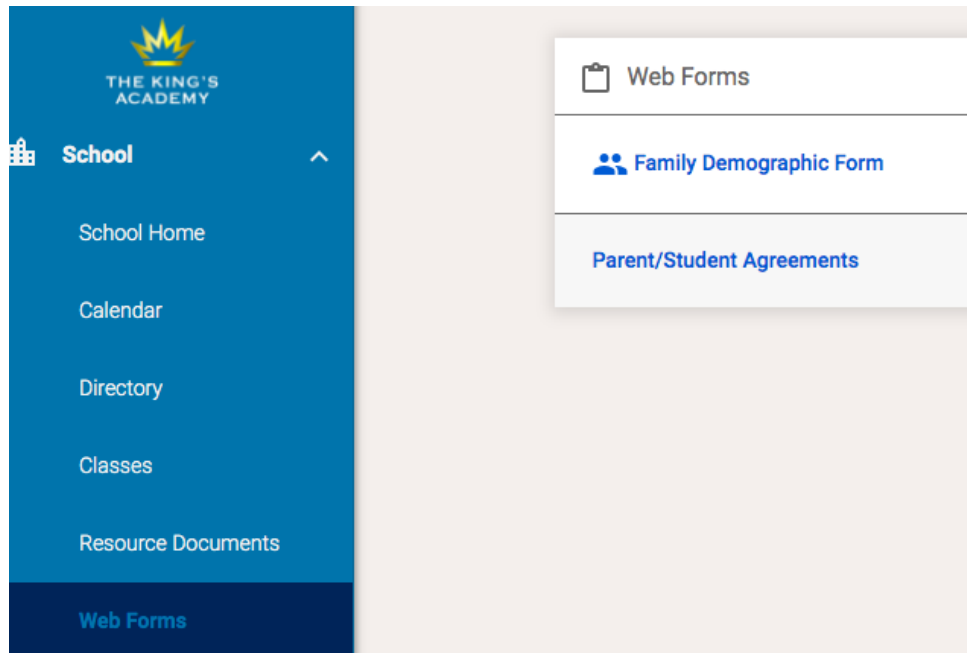 THE KING'S
ACADEMY
School
School Home
Calendar
Directory
Classes
Resource Documents
Web Forms
Web Forms
Family Demographic Form
Parent/Student Agreements